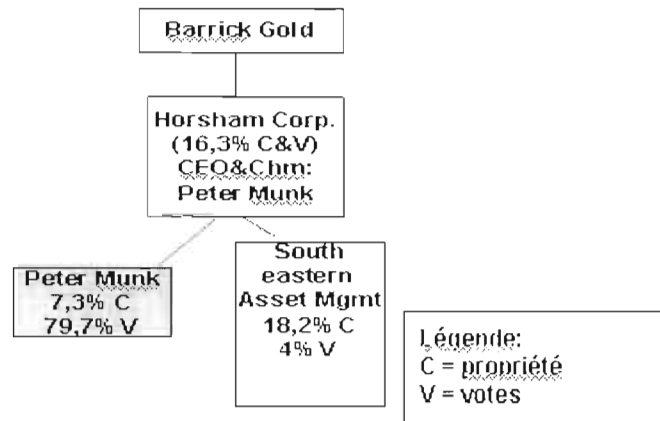 Barrick Gold
Horsham Corp.
(16,3% C&V)
CEO&Chm:
Peter Munk
Peter Munk
7,3% C
79,7% V
South
eastern
Asset Mgmt
18,2% C
4% V
Légende:
C = propriété
V = votes